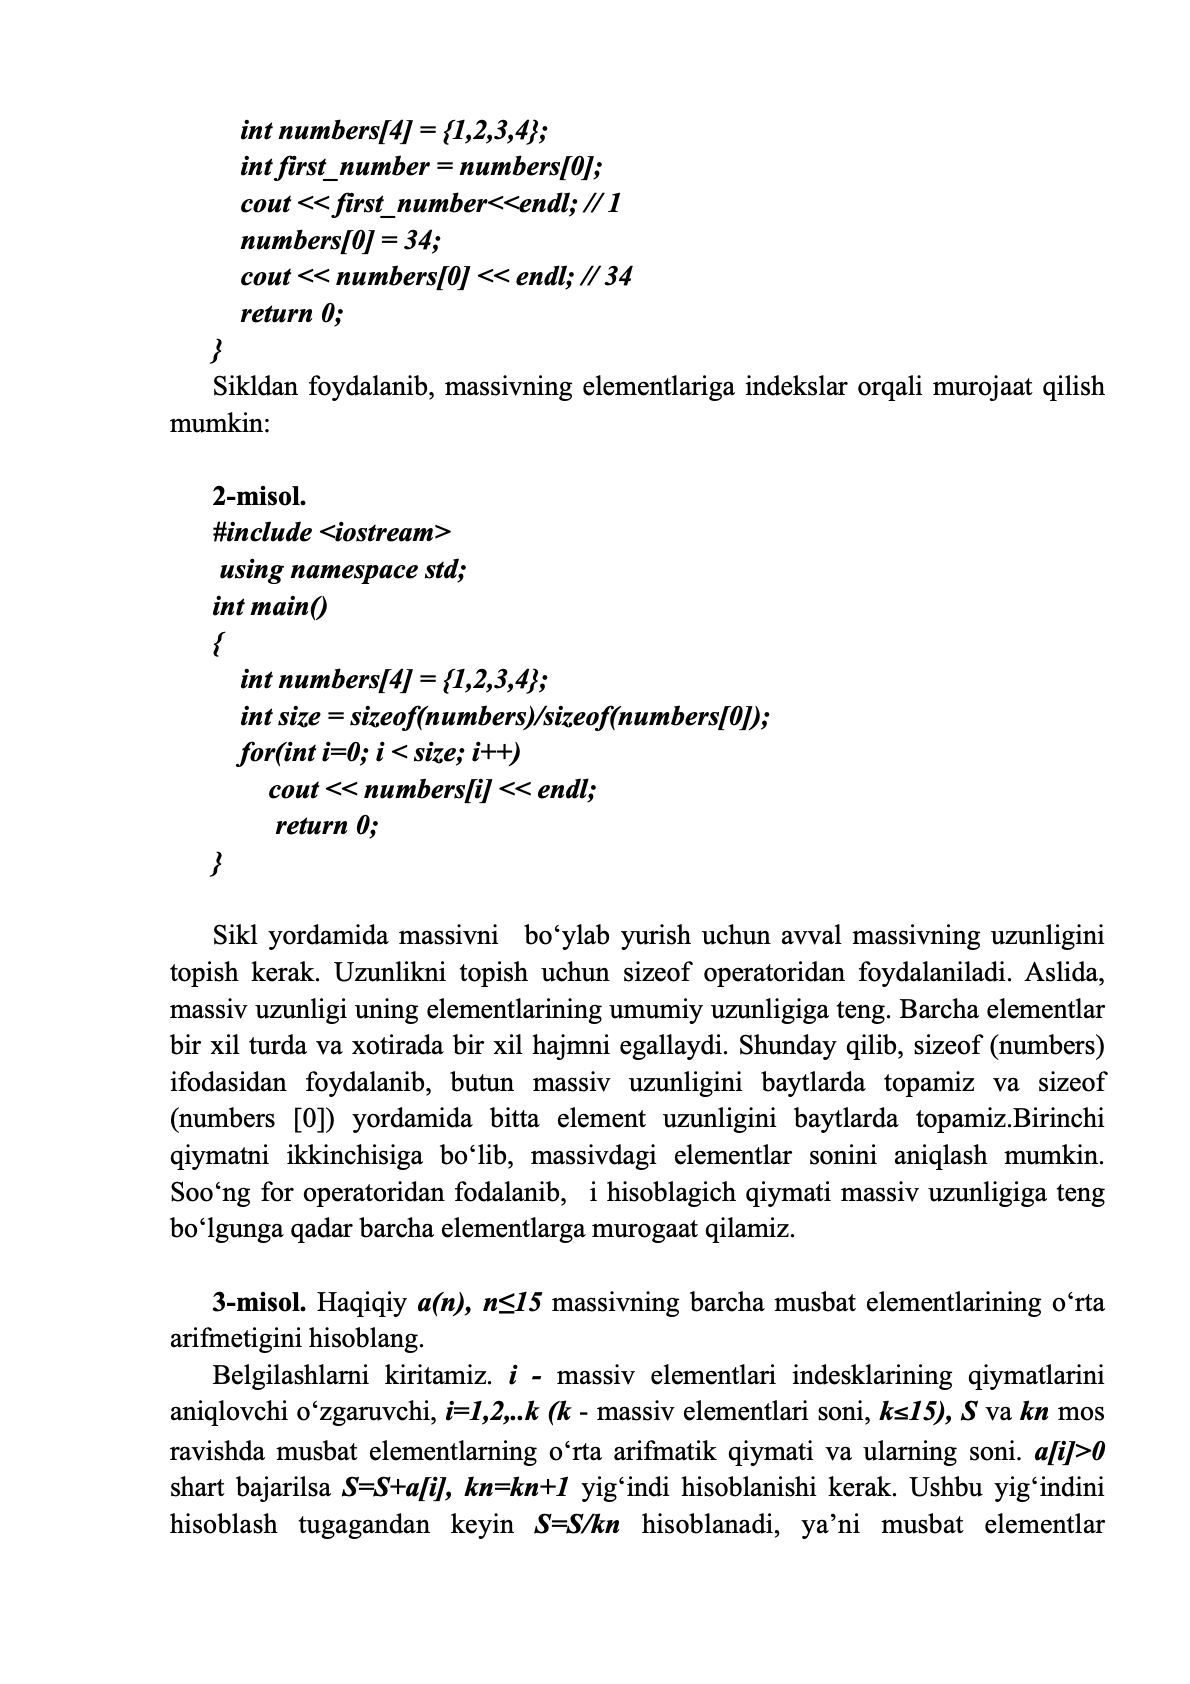 int numbers[4] = {1,2,3,4};
int first_number = numbers[0];
cout << first_number<<endl; // 1
numbers[0] = 34;
cout << numbers[0] << endl; // 34
return 0;
}
Sikldan foydalanib, massivning elementlariga indekslar orqali murojaat qilish
mumkin:
2-misol.
#include <iostream>
using namespace std;
int main()
{
int numbers[4] = {1,2,3,4};
int size = sizeof(numbers)/sizeof(numbers[0]);
for(int i=0; i < size; i++)
cout << numbers[i] << endl;
return 0;
}
Sikl yordamida massivni bo‘ylab yurish uchun avval massivning uzunligini
topish kerak. Uzunlikni topish uchun sizeof operatoridan foydalaniladi. Aslida,
massiv uzunligi uning elementlarining umumiy uzunligiga teng. Barcha elementlar
bir xil turda va xotirada bir xil hajmni egallaydi. Shunday qilib, sizeof (numbers)
ifodasidan foydalanib, butun massiv uzunligini baytlarda topamiz va sizeof
(numbers [0]) yordamida bitta element uzunligini baytlarda topamiz.Birinchi
qiymatni ikkinchisiga bo‘lib, massivdagi elementlar sonini aniqlash mumkin.
Soo‘ng for operatoridan fodalanib, i hisoblagich qiymati massiv uzunligiga teng
bo‘lgunga qadar barcha elementlarga murogaat qilamiz.
3-misol. Haqiqiy a(n), n≤15 massivning barcha musbat elementlarining o‘rta
arifmetigini hisoblang.
Belgilashlarni kiritamiz. i - massiv elementlari indesklarining qiymatlarini
aniqlovchi o‘zgaruvchi, i=1,2,..k (k - massiv elementlari soni, k≤15), S va kn mos
ravishda musbat elementlarning o‘rta arifmatik qiymati va ularning soni. a[i]>0
shart bajarilsa S=S+a[i], kn=kn+1 yig‘indi hisoblanishi kerak. Ushbu yig‘indini
hisoblash tugagandan keyin S=S/kn hisoblanadi, ya’ni musbat elementlar